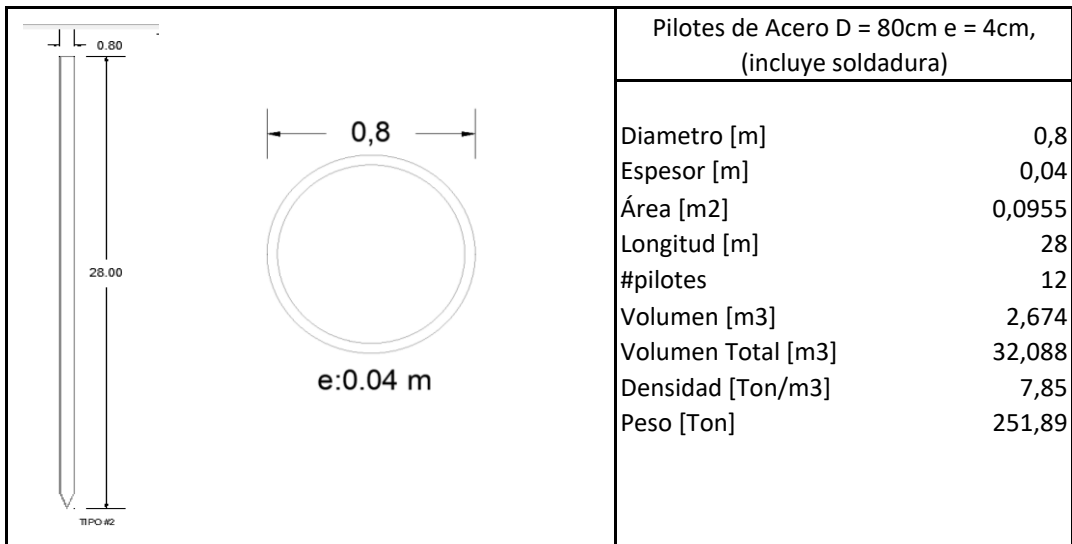 0.80
28.00
TIPO #2
0,8
e:0.04 m
Pilotes de Acero D = 80cm e = 4cm,
(incluye soldadura)
Diametro [m] 0,8
Espesor [m] 0,04
Área [m2] 0,0955
Longitud [m] 28
#pilotes 12
Volumen [m3] 2,674
Volumen Total [m3] 32,088
Densidad [Ton/m3] 7,85
Peso [Ton] 251,89